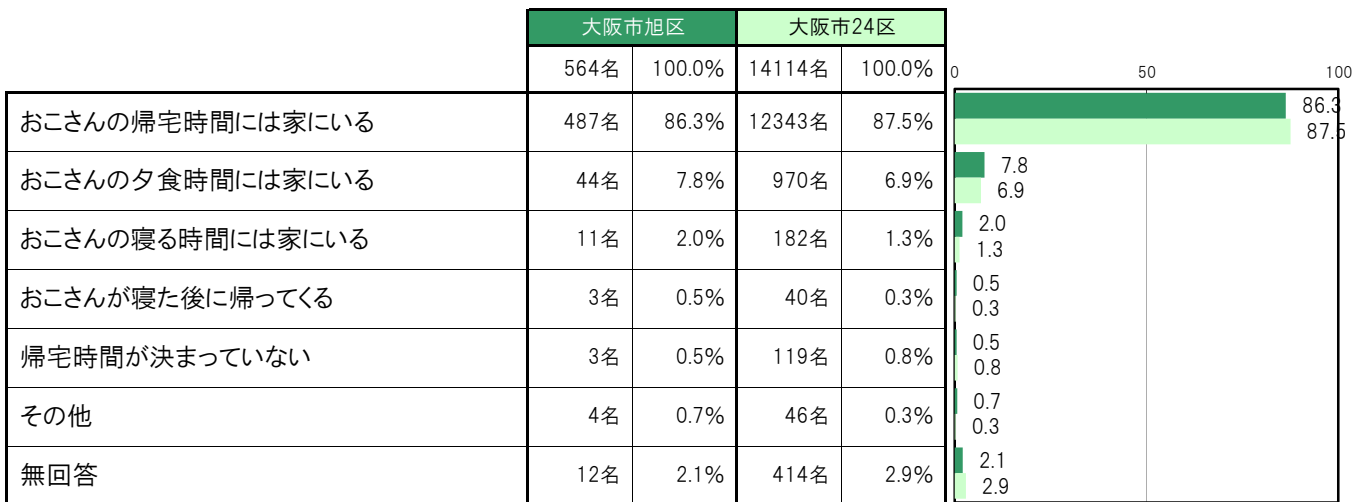 大阪市旭区 大阪市24区
564名 100.0% 14114名 100.0% 0 50 100
おこさんの帰宅時間には家にいる 487名 86.3% 12343名 87.5% 86.3
87.5
おこさんの夕食時間には家にいる 44名 7.8% 970名 6.9% 7.8
6.9
おこさんの寝る時間には家にいる 11名 2.0% 182名 1.3% 2.0
1.3
おこさんが寝た後に帰ってくる 3名 0.5% 40名 0.3% 0.5
0.3
帰宅時間が決まっていない 3名 0.5% 119名 0.8% 0.5
0.8
その他 4名 0.7% 46名 0.3% 0.7
0.3
無回答 12名 2.1% 414名 2.9% 2.1
2.9